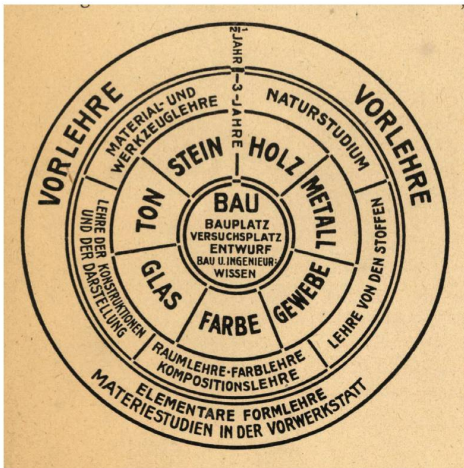 VORLEHRE
VORLEHRE
1/2 JAHR
3-JAHRE
MATERIAL- UND
WERKZEUGLEHRE
NATURSTUDIUM
LEHRE VON DEN STOFFEN
RAUMLEHRE-FARBLEHRE
KOMPOSITIONSLEHRE
LEHRE DER KONSTRUKTIONEN
UND DER DARSTELLUNG
STEIN
HOLZ
METALL
GEWEBE
FARBE
GLAS
TON
BAU
BAUPLATZ
VERSUCHSPLATZ
ENTWURF
BAU U. INGENIEUR:
WISSEN
ELEMENTARE FORMLEHRE
MATERIESTUDIEN IN DER VORWERKSTATT